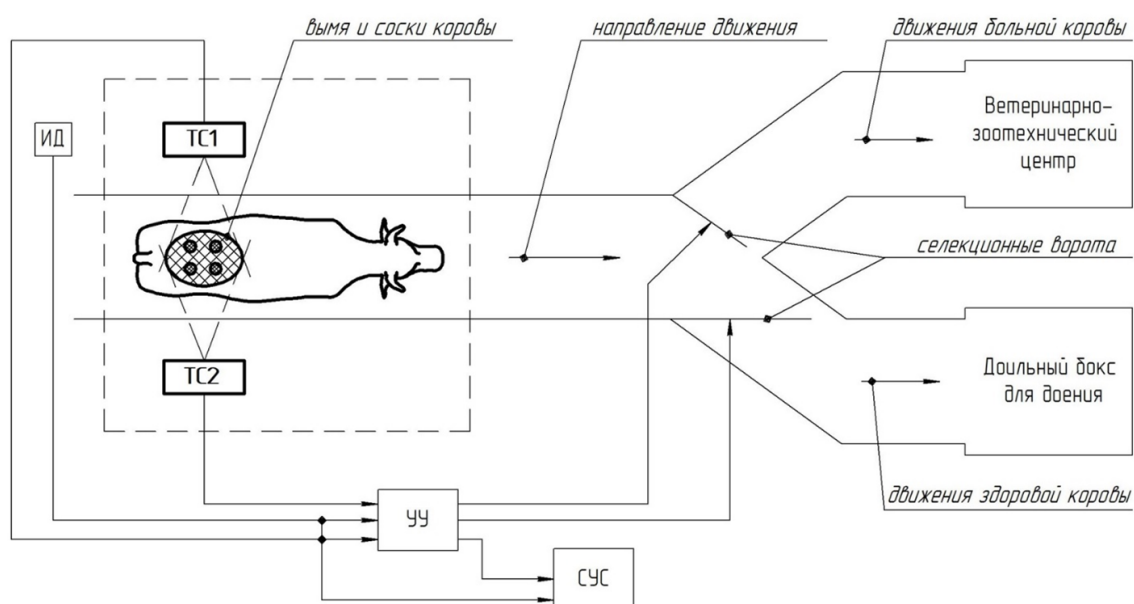 вымя и соски коровы
направление движения
движения больной коровы
ИД
ТС1
Ветеринарно-
зоотехнический
центр
селекционные ворота
ТС2
Доильный бокс
для доения
движения здоровой коровы
УУ
СУС